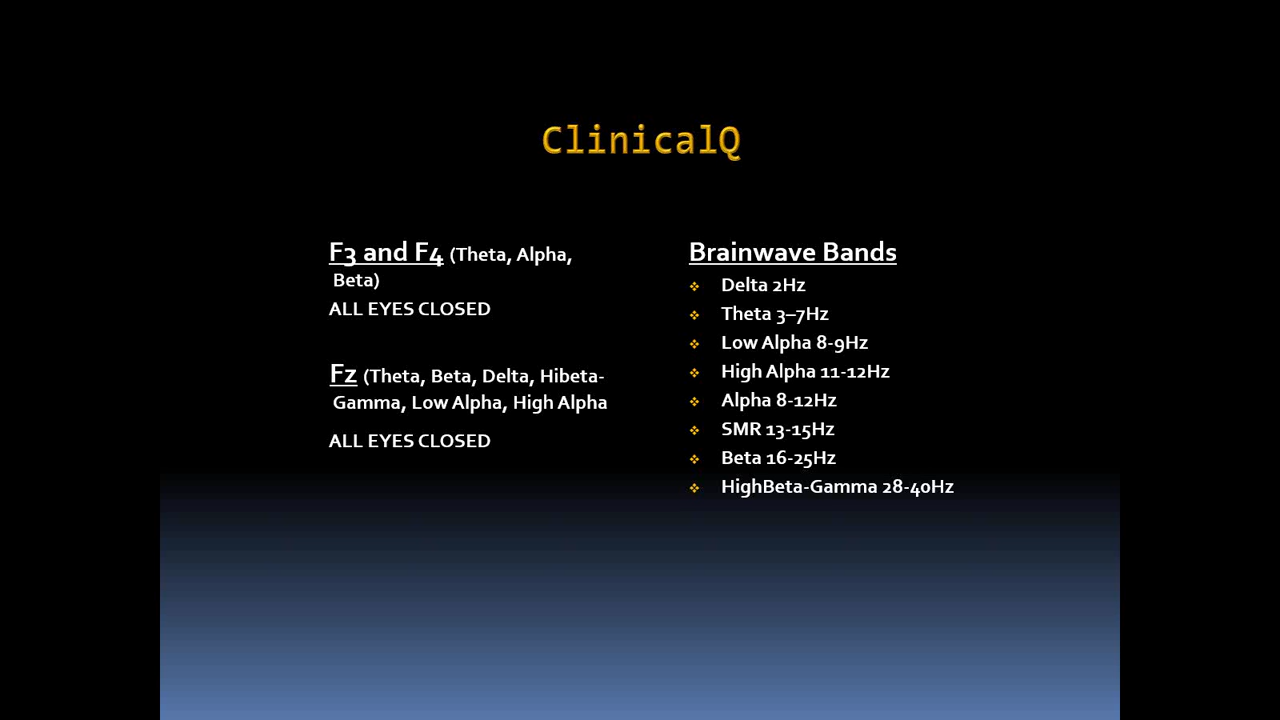 ClinicalQ
F3 and F4 (Theta, Alpha,
Beta)
ALL EYES CLOSED
Fz (Theta, Beta, Delta, Hibeta-
Gamma, Low Alpha, High Alpha
ALL EYES CLOSED
Brainwave Bands
Delta 2Hz
Theta 3–7Hz
Low Alpha 8-9Hz
High Alpha 11-12Hz
Alpha 8-12Hz
SMR 13-15Hz
Beta 16-25Hz
HighBeta-Gamma 28-40Hz